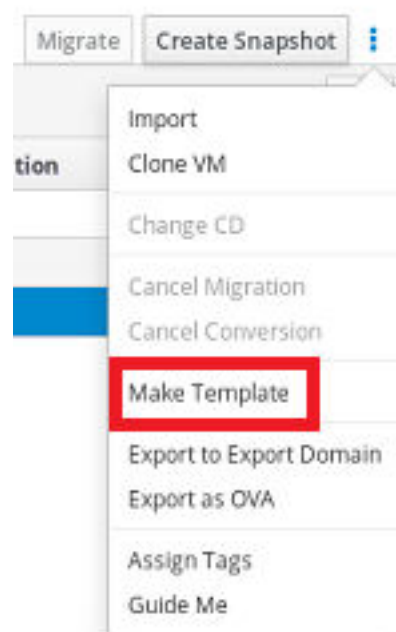 Migrate Create Snapshot
Import
tion Clone VM
Change CD
Cancel Migration
Cancel Conversion
Make Template
Export to Export Domain
Export as OVA
Assign Tags
Guide Me